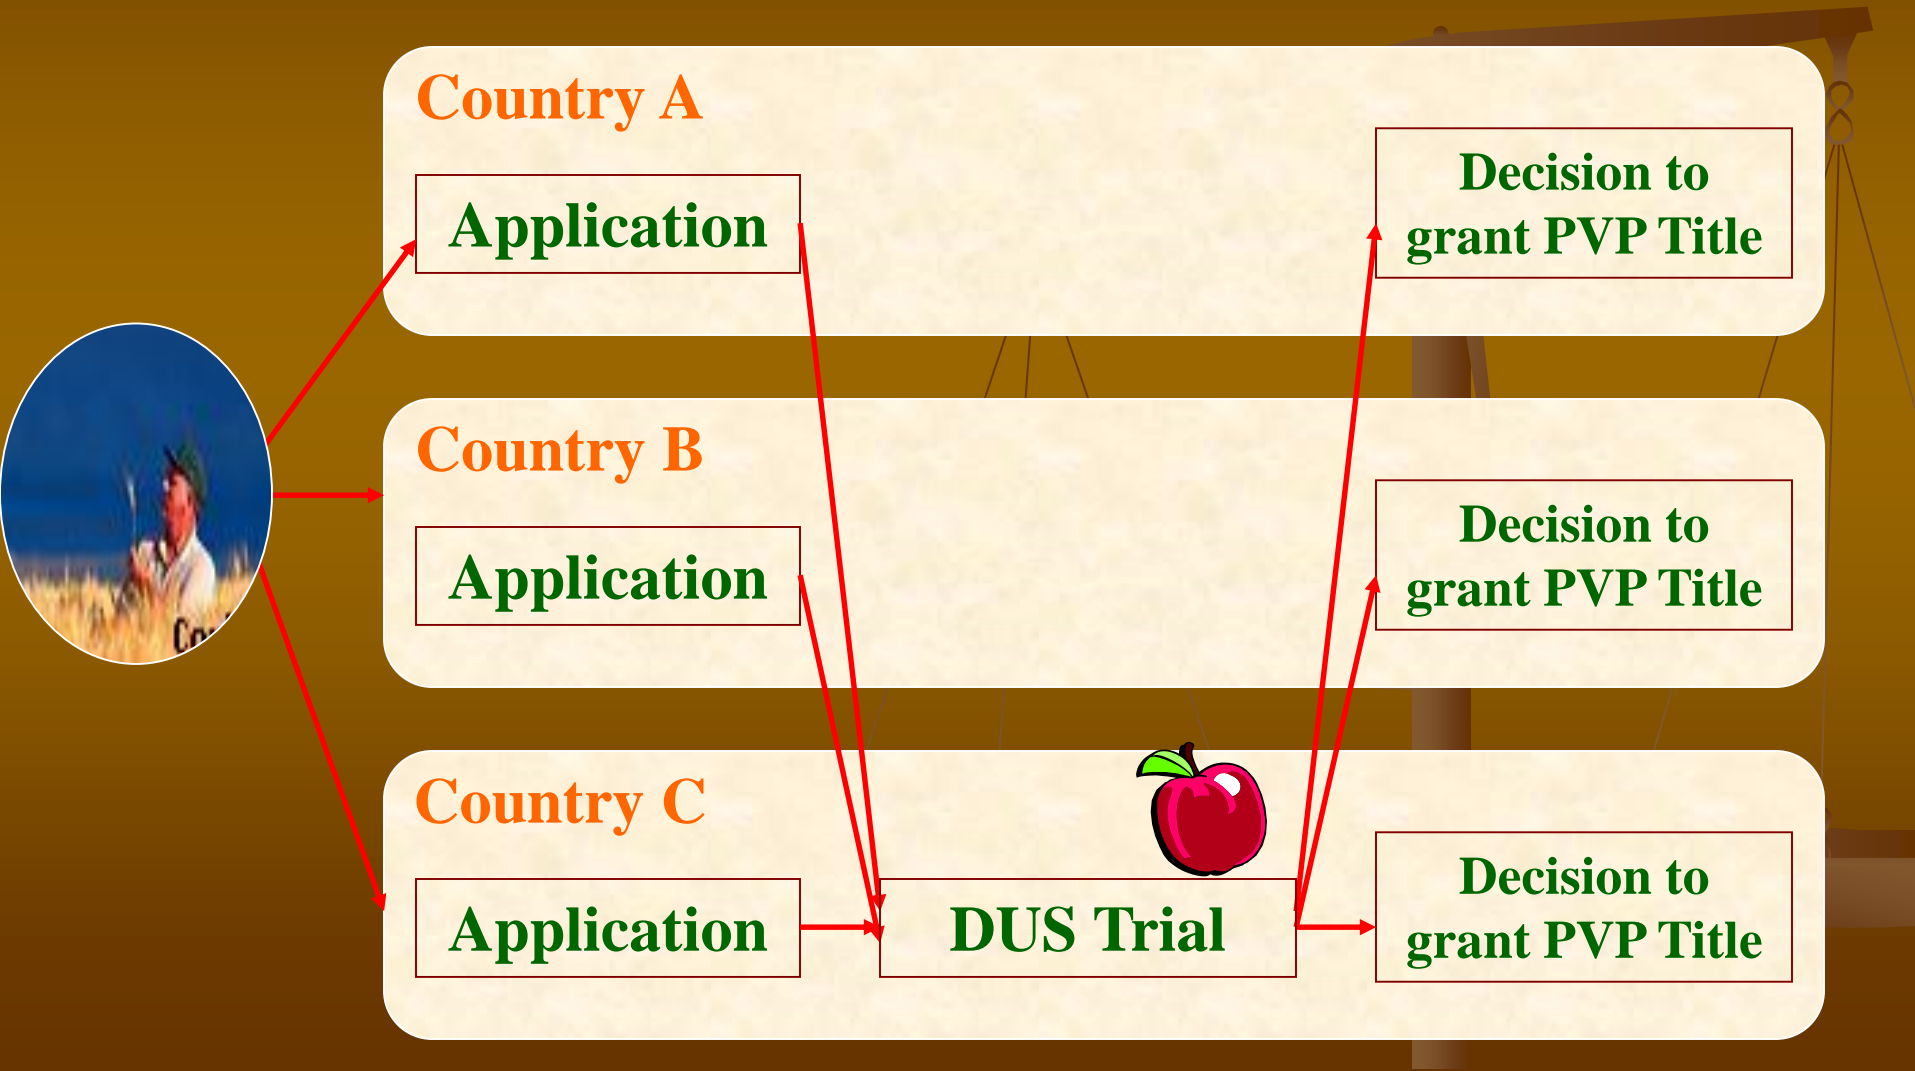 Country A
Application
Decision to
grant PVP Title
Country B
Application
Decision to
grant PVP Title
Country C
Application
DUS Trial
Decision to
grant PVP Title